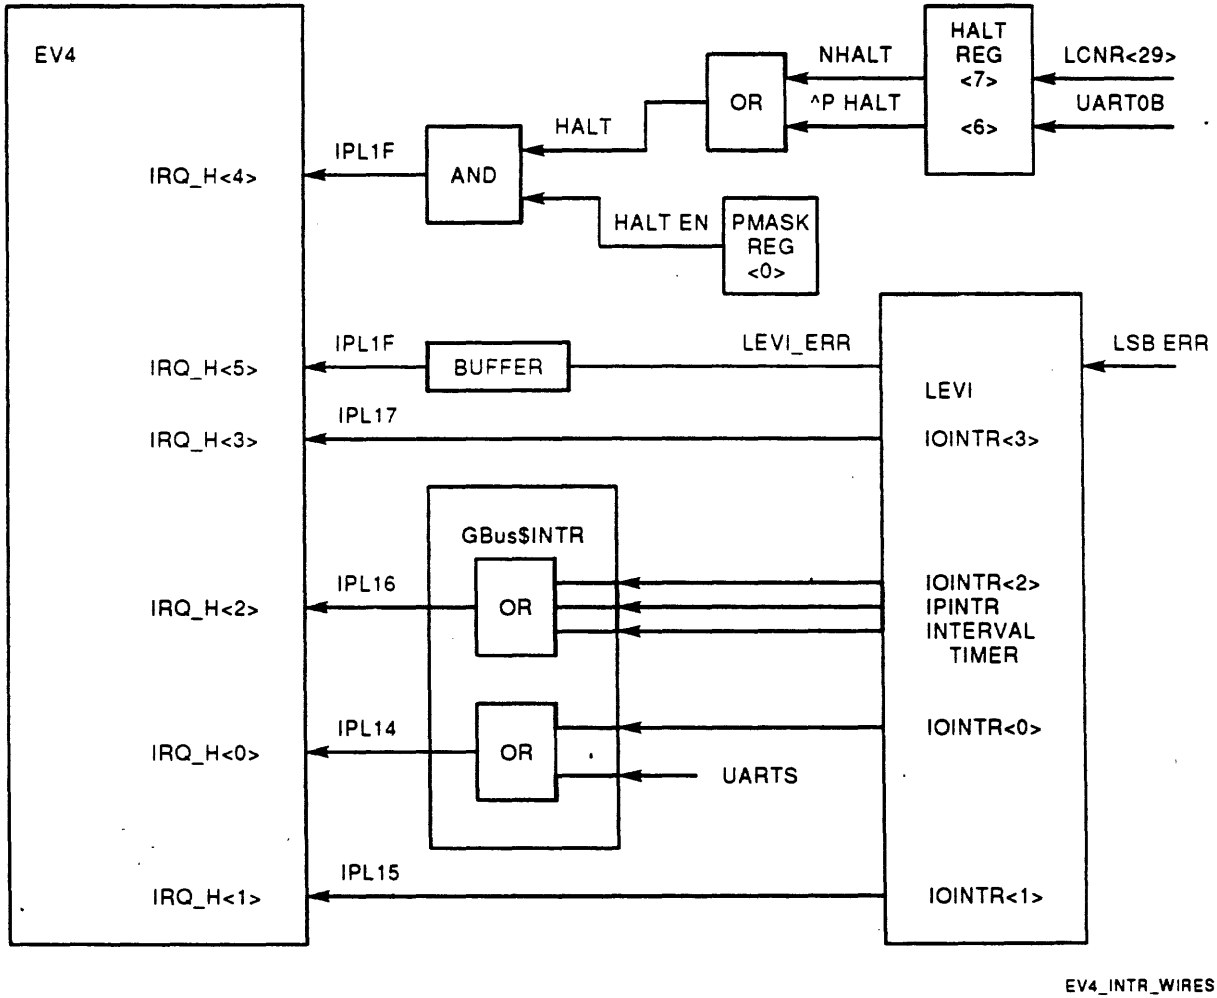 EV4
HALT
REG
<7>
<6>
NHALT
LCNR<29>
^P HALT
UART0B
OR
HALT
IPL1F
IRQ_H<4>
AND
HALT EN
PMASK
REG
<0>
IPL1F
IRQ_H<5>
BUFFER
LEVI_ERR
LSB ERR
LEVI
IPL17
IRQ_H<3>
IOINTR<3>
GBus$INTR
IPL16
IRQ_H<2>
OR
IOINTR<2>
IPINTR
INTERVAL
TIMER
IPL14
IRQ_H<0>
OR
IOINTR<0>
UARTS
IPL15
IRQ_H<1>
IOINTR<1>
EV4_INTR_WIRES